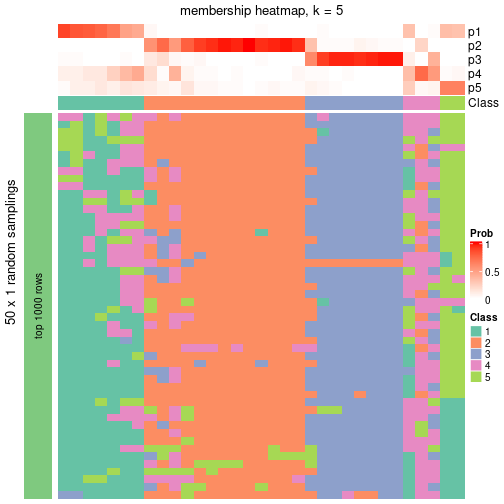 membership heatmap, k = 5
p1
p2
p3
p4
p5
Class
50 x 1 random samplings
top 1000 rows
Prob
1
0.5
0
Class
1
2
3
4
5